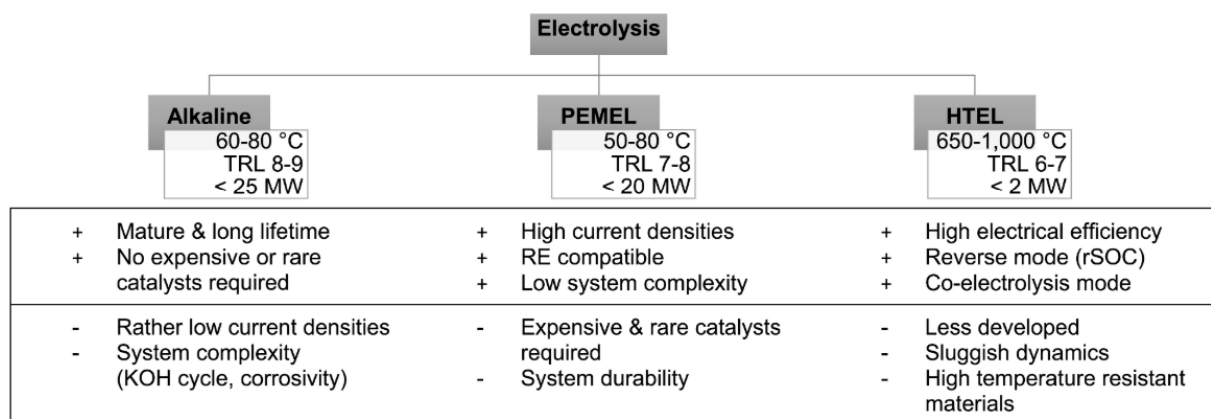 Electrolysis
Alkaline
60-80 °C
TRL 8-9
< 25 MW
PEMEL
50-80 °C
TRL 7-8
< 20 MW
HTEL
650-1,000 °C
TRL 6-7
< 2 MW
+ Mature & long lifetime
+ No expensive or rare
catalysts required
+ High current densities
+ RE compatible
+ Low system complexity
+ High electrical efficiency
+ Reverse mode (rSOC)
+ Co-electrolysis mode
- Rather low current densities
- System complexity
(KOH cycle, corrosivity)
- Expensive & rare catalysts
required
- System durability
- Less developed
- Sluggish dynamics
- High temperature resistant
materials